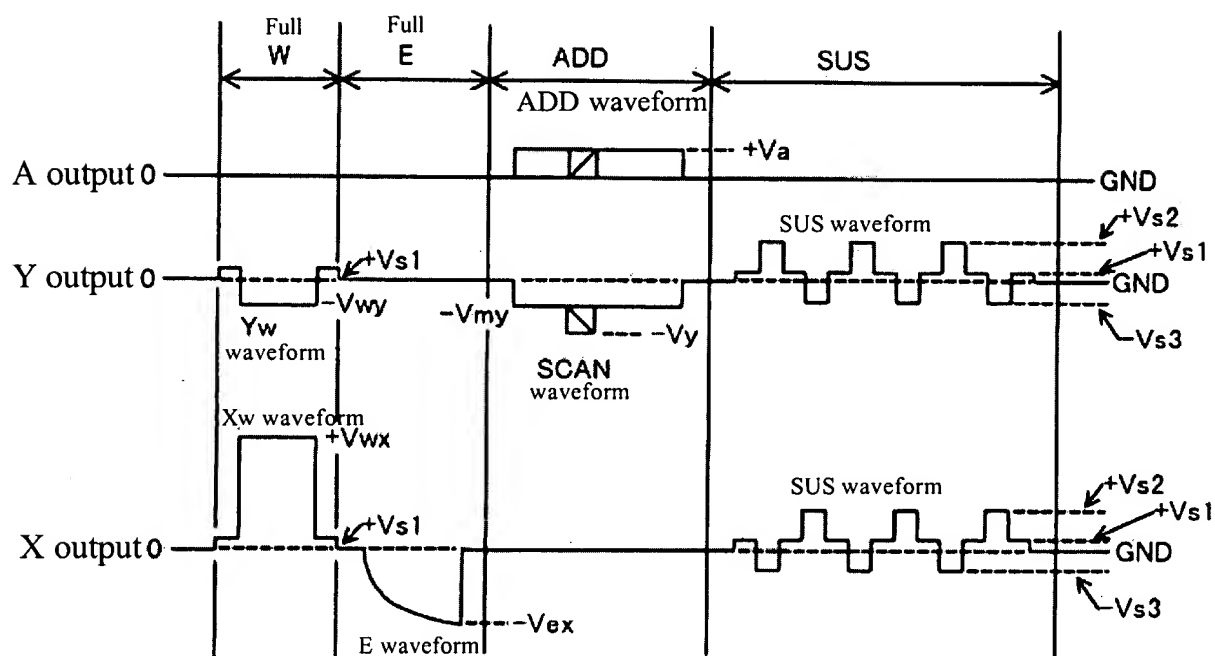 Full Full
W E ADD SUS
ADD waveform
A output 0 +Va GND
SUS waveform +Vs2
+Vs1 +Vs1
Y output 0 GND
-Vwy -Vmy -Vy -Vs3
Yw
waveform
SCAN
waveform
Xw waveform
+Vwx
SUS waveform +Vs2
+Vs1 +Vs1
X output 0 GND
-Vs3
-Vex
E waveform